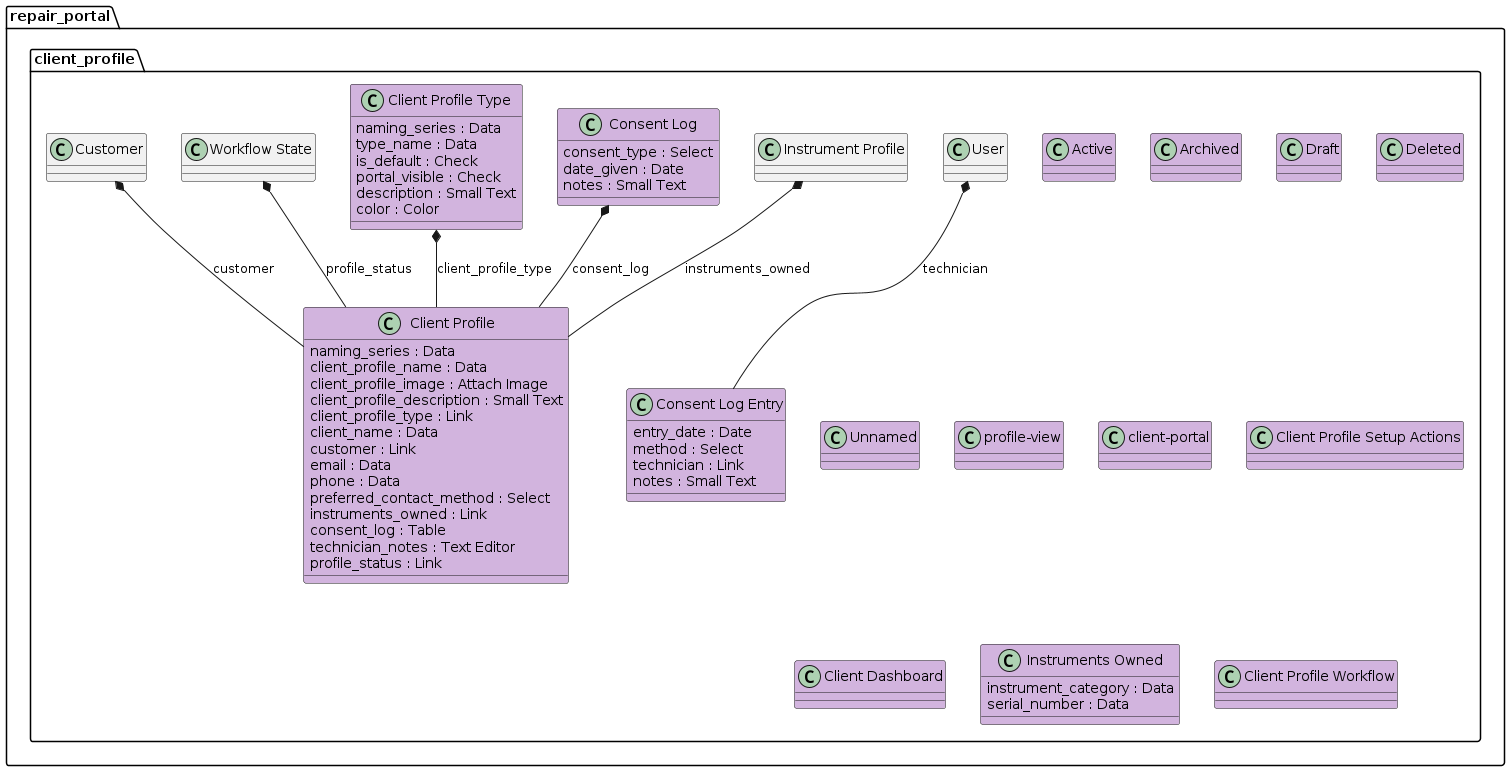 repair_portal
client_profile
C Customer
C Workflow State
C Client Profile Type
naming_series : Data
type_name : Data
is_default : Check
portal_visible : Check
description : Small Text
color : Color
C Consent Log
consent_type : Select
date_given : Date
notes : Small Text
C Instrument Profile
C User
C Active
C Archived
C Draft
C Deleted
customer
profile_status
client_profile_type
consent_log
instruments_owned
technician
C Client Profile
naming_series : Data
client_profile_name : Data
client_profile_image : Attach Image
client_profile_description : Small Text
client_profile_type : Link
client_name : Data
customer : Link
email : Data
phone : Data
preferred_contact_method : Select
instruments_owned : Link
consent_log : Table
technician_notes : Text Editor
profile_status : Link
C Consent Log Entry
entry_date : Date
method : Select
technician : Link
notes : Small Text
C Unnamed
C profile-view
C client-portal
C Client Profile Setup Actions
C Client Dashboard
C Instruments Owned
instrument_category : Data
serial_number : Data
C Client Profile Workflow